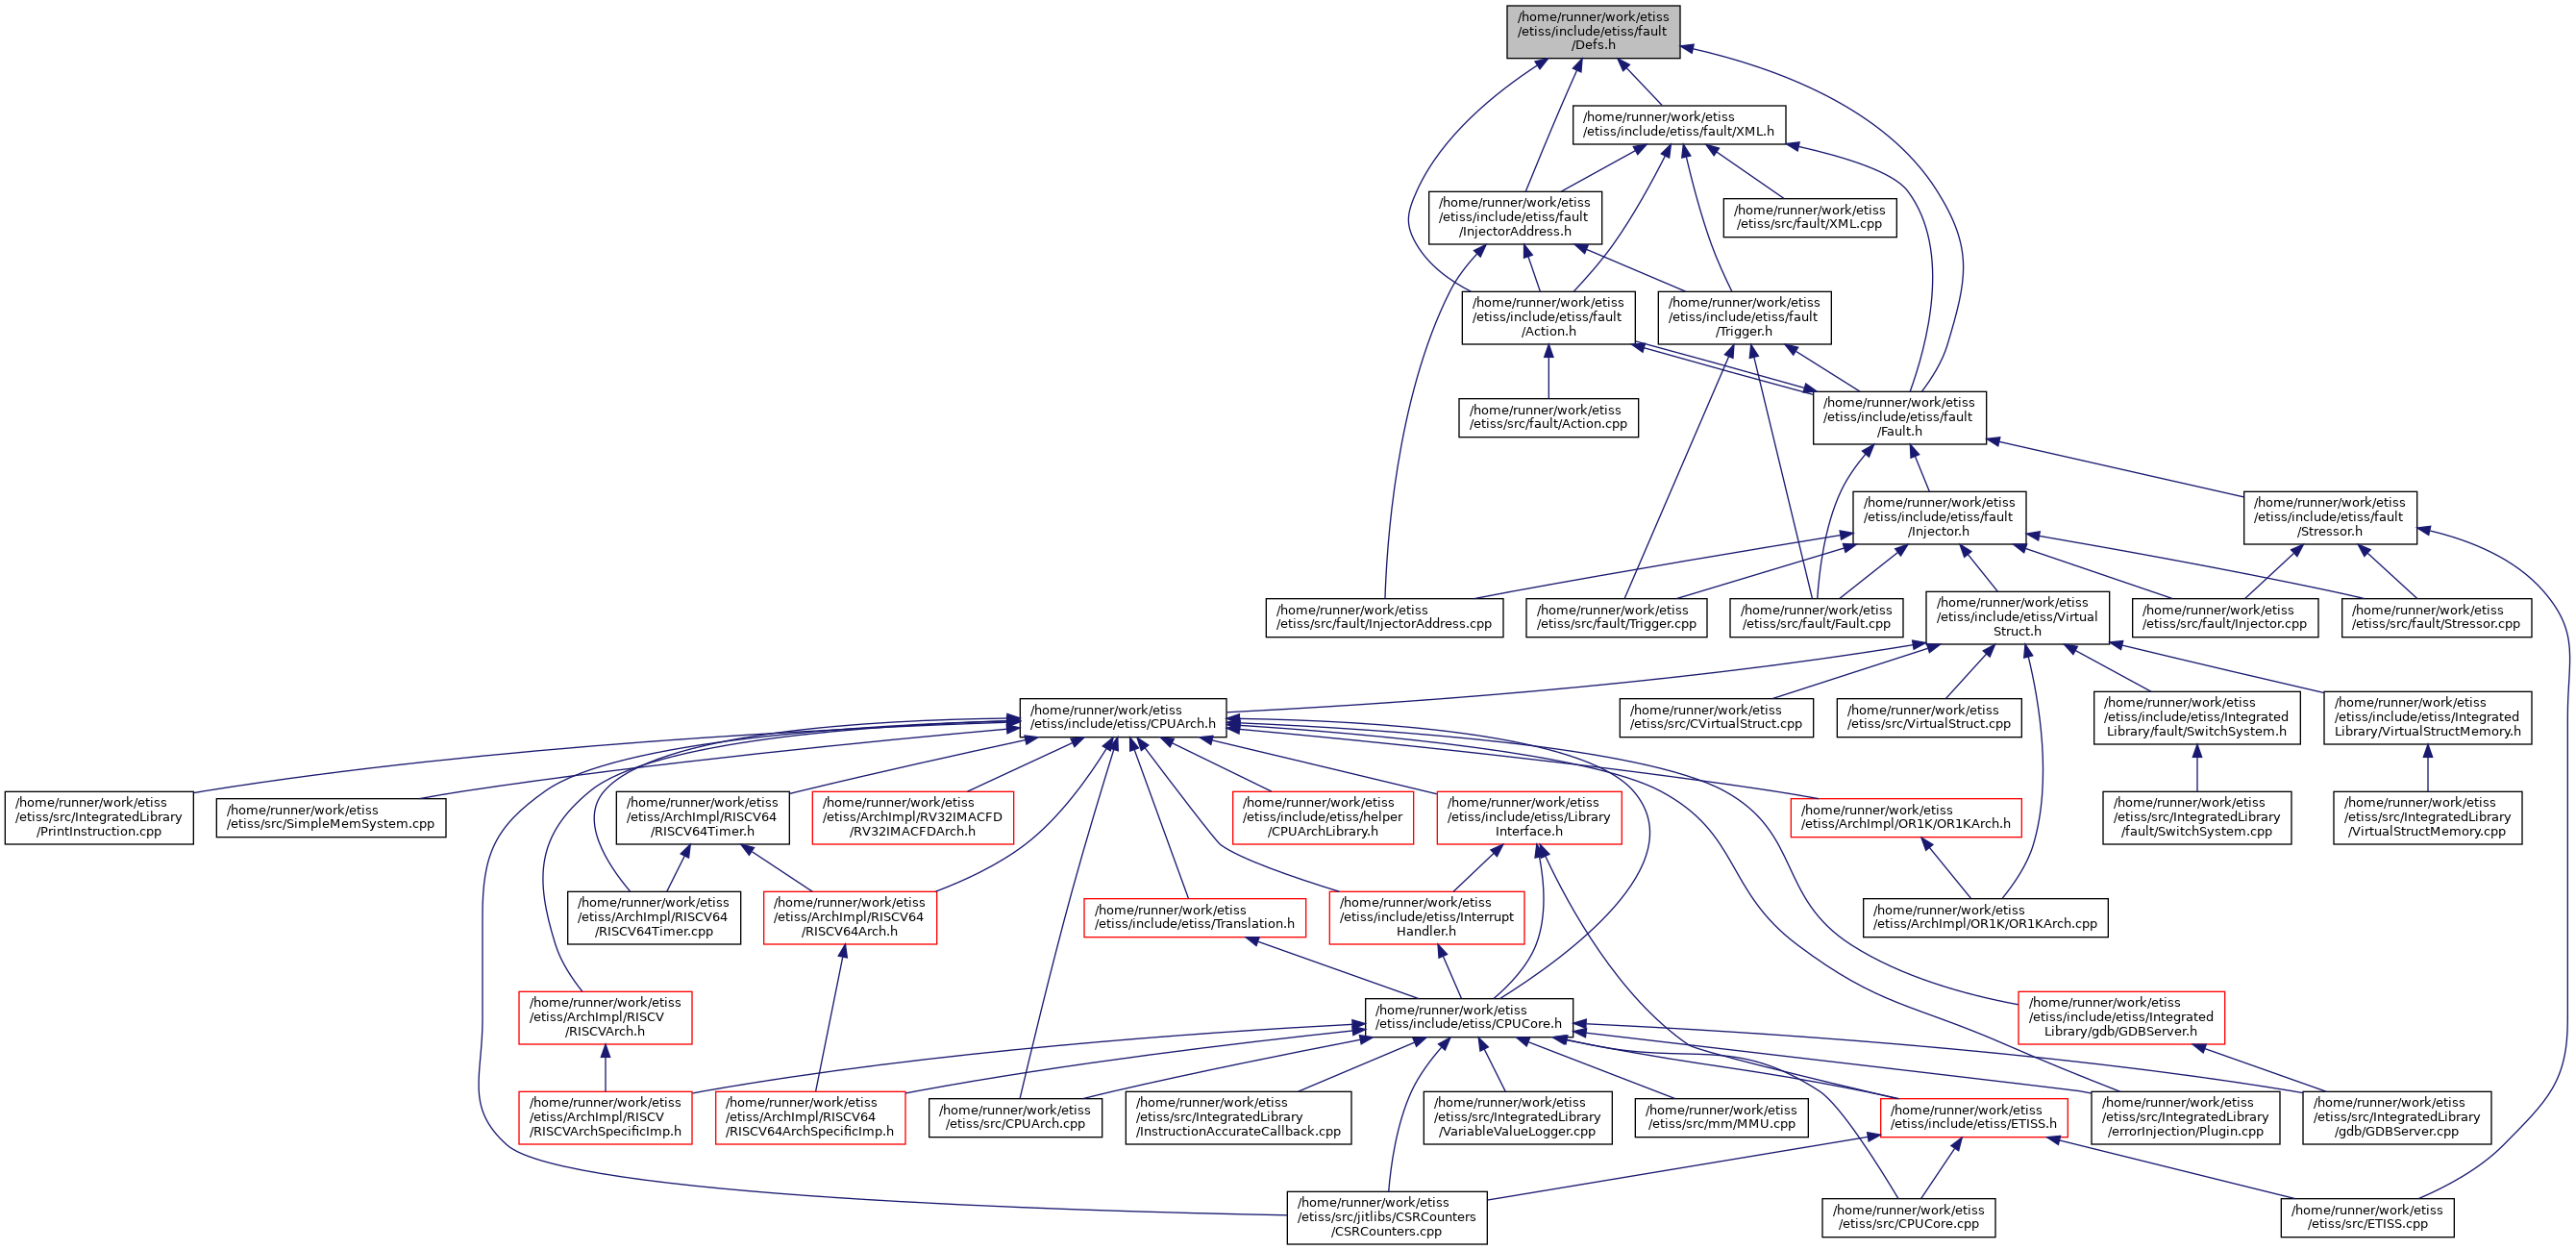 /home/runner/work/etiss
/etiss/include/etiss/fault
/Defs.h
/home/runner/work/etiss
/etiss/include/etiss/fault/XML.h
/home/runner/work/etiss
/etiss/include/etiss/fault
/InjectorAddress.h
/home/runner/work/etiss
/etiss/src/fault/XML.cpp
/home/runner/work/etiss
/etiss/include/etiss/fault
/Action.h
/home/runner/work/etiss
/etiss/include/etiss/fault
/Trigger.h
/home/runner/work/etiss
/etiss/src/fault/Action.cpp
/home/runner/work/etiss
/etiss/include/etiss/fault
/Fault.h
/home/runner/work/etiss
/etiss/include/etiss/fault
/Injector.h
/home/runner/work/etiss
/etiss/include/etiss/fault
/Stressor.h
/home/runner/work/etiss
/etiss/src/fault/InjectorAddress.cpp
/home/runner/work/etiss
/etiss/src/fault/Trigger.cpp
/home/runner/work/etiss
/etiss/src/fault/Fault.cpp
/home/runner/work/etiss
/etiss/include/etiss/Virtual
Struct.h
/home/runner/work/etiss
/etiss/src/fault/Injector.cpp
/home/runner/work/etiss
/etiss/src/fault/Stressor.cpp
/home/runner/work/etiss
/etiss/include/etiss/CPUArch.h
/home/runner/work/etiss
/etiss/src/CVirtualStruct.cpp
/home/runner/work/etiss
/etiss/src/VirtualStruct.cpp
/home/runner/work/etiss
/etiss/include/etiss/Integrated
Library/fault/SwitchSystem.h
/home/runner/work/etiss
/etiss/include/etiss/Integrated
Library/VirtualStructMemory.h
/home/runner/work/etiss
/etiss/src/IntegratedLibrary
/PrintInstruction.cpp
/home/runner/work/etiss
/etiss/src/SimpleMemSystem.cpp
/home/runner/work/etiss
/etiss/ArchImpl/RISCV64
/RISCV64Timer.h
/home/runner/work/etiss
/etiss/ArchImpl/RV32IMACFD
/RV32IMACFDArch.h
/home/runner/work/etiss
/etiss/include/etiss/helper
/CPUArchLibrary.h
/home/runner/work/etiss
/etiss/include/etiss/Library
Interface.h
/home/runner/work/etiss
/etiss/ArchImpl/OR1K/OR1KArch.h
/home/runner/work/etiss
/etiss/src/IntegratedLibrary
/fault/SwitchSystem.cpp
/home/runner/work/etiss
/etiss/src/IntegratedLibrary
/VirtualStructMemory.cpp
/home/runner/work/etiss
/etiss/ArchImpl/RISCV64
/RISCV64Timer.cpp
/home/runner/work/etiss
/etiss/ArchImpl/RISCV64
/RISCV64Arch.h
/home/runner/work/etiss
/etiss/include/etiss/Translation.h
/home/runner/work/etiss
/etiss/include/etiss/Interrupt
Handler.h
/home/runner/work/etiss
/etiss/ArchImpl/OR1K/OR1KArch.cpp
/home/runner/work/etiss
/etiss/ArchImpl/RISCV
/RISCVArch.h
/home/runner/work/etiss
/etiss/include/etiss/CPUCore.h
/home/runner/work/etiss
/etiss/include/etiss/Integrated
Library/gdb/GDBServer.h
/home/runner/work/etiss
/etiss/ArchImpl/RISCV
/RISCVArchSpecificImp.h
/home/runner/work/etiss
/etiss/ArchImpl/RISCV64
/RISCV64ArchSpecificImp.h
/home/runner/work/etiss
/etiss/src/CPUArch.cpp
/home/runner/work/etiss
/etiss/src/IntegratedLibrary
/InstructionAccurateCallback.cpp
/home/runner/work/etiss
/etiss/src/IntegratedLibrary
/VariableValueLogger.cpp
/home/runner/work/etiss
/etiss/src/mm/MMU.cpp
/home/runner/work/etiss
/etiss/include/etiss/ETISS.h
/home/runner/work/etiss
/etiss/src/IntegratedLibrary
/errorInjection/Plugin.cpp
/home/runner/work/etiss
/etiss/src/IntegratedLibrary
/gdb/GDBServer.cpp
/home/runner/work/etiss
/etiss/src/jitlibs/CSRCounters
/CSRCounters.cpp
/home/runner/work/etiss
/etiss/src/CPUCore.cpp
/home/runner/work/etiss
/etiss/src/ETISS.cpp